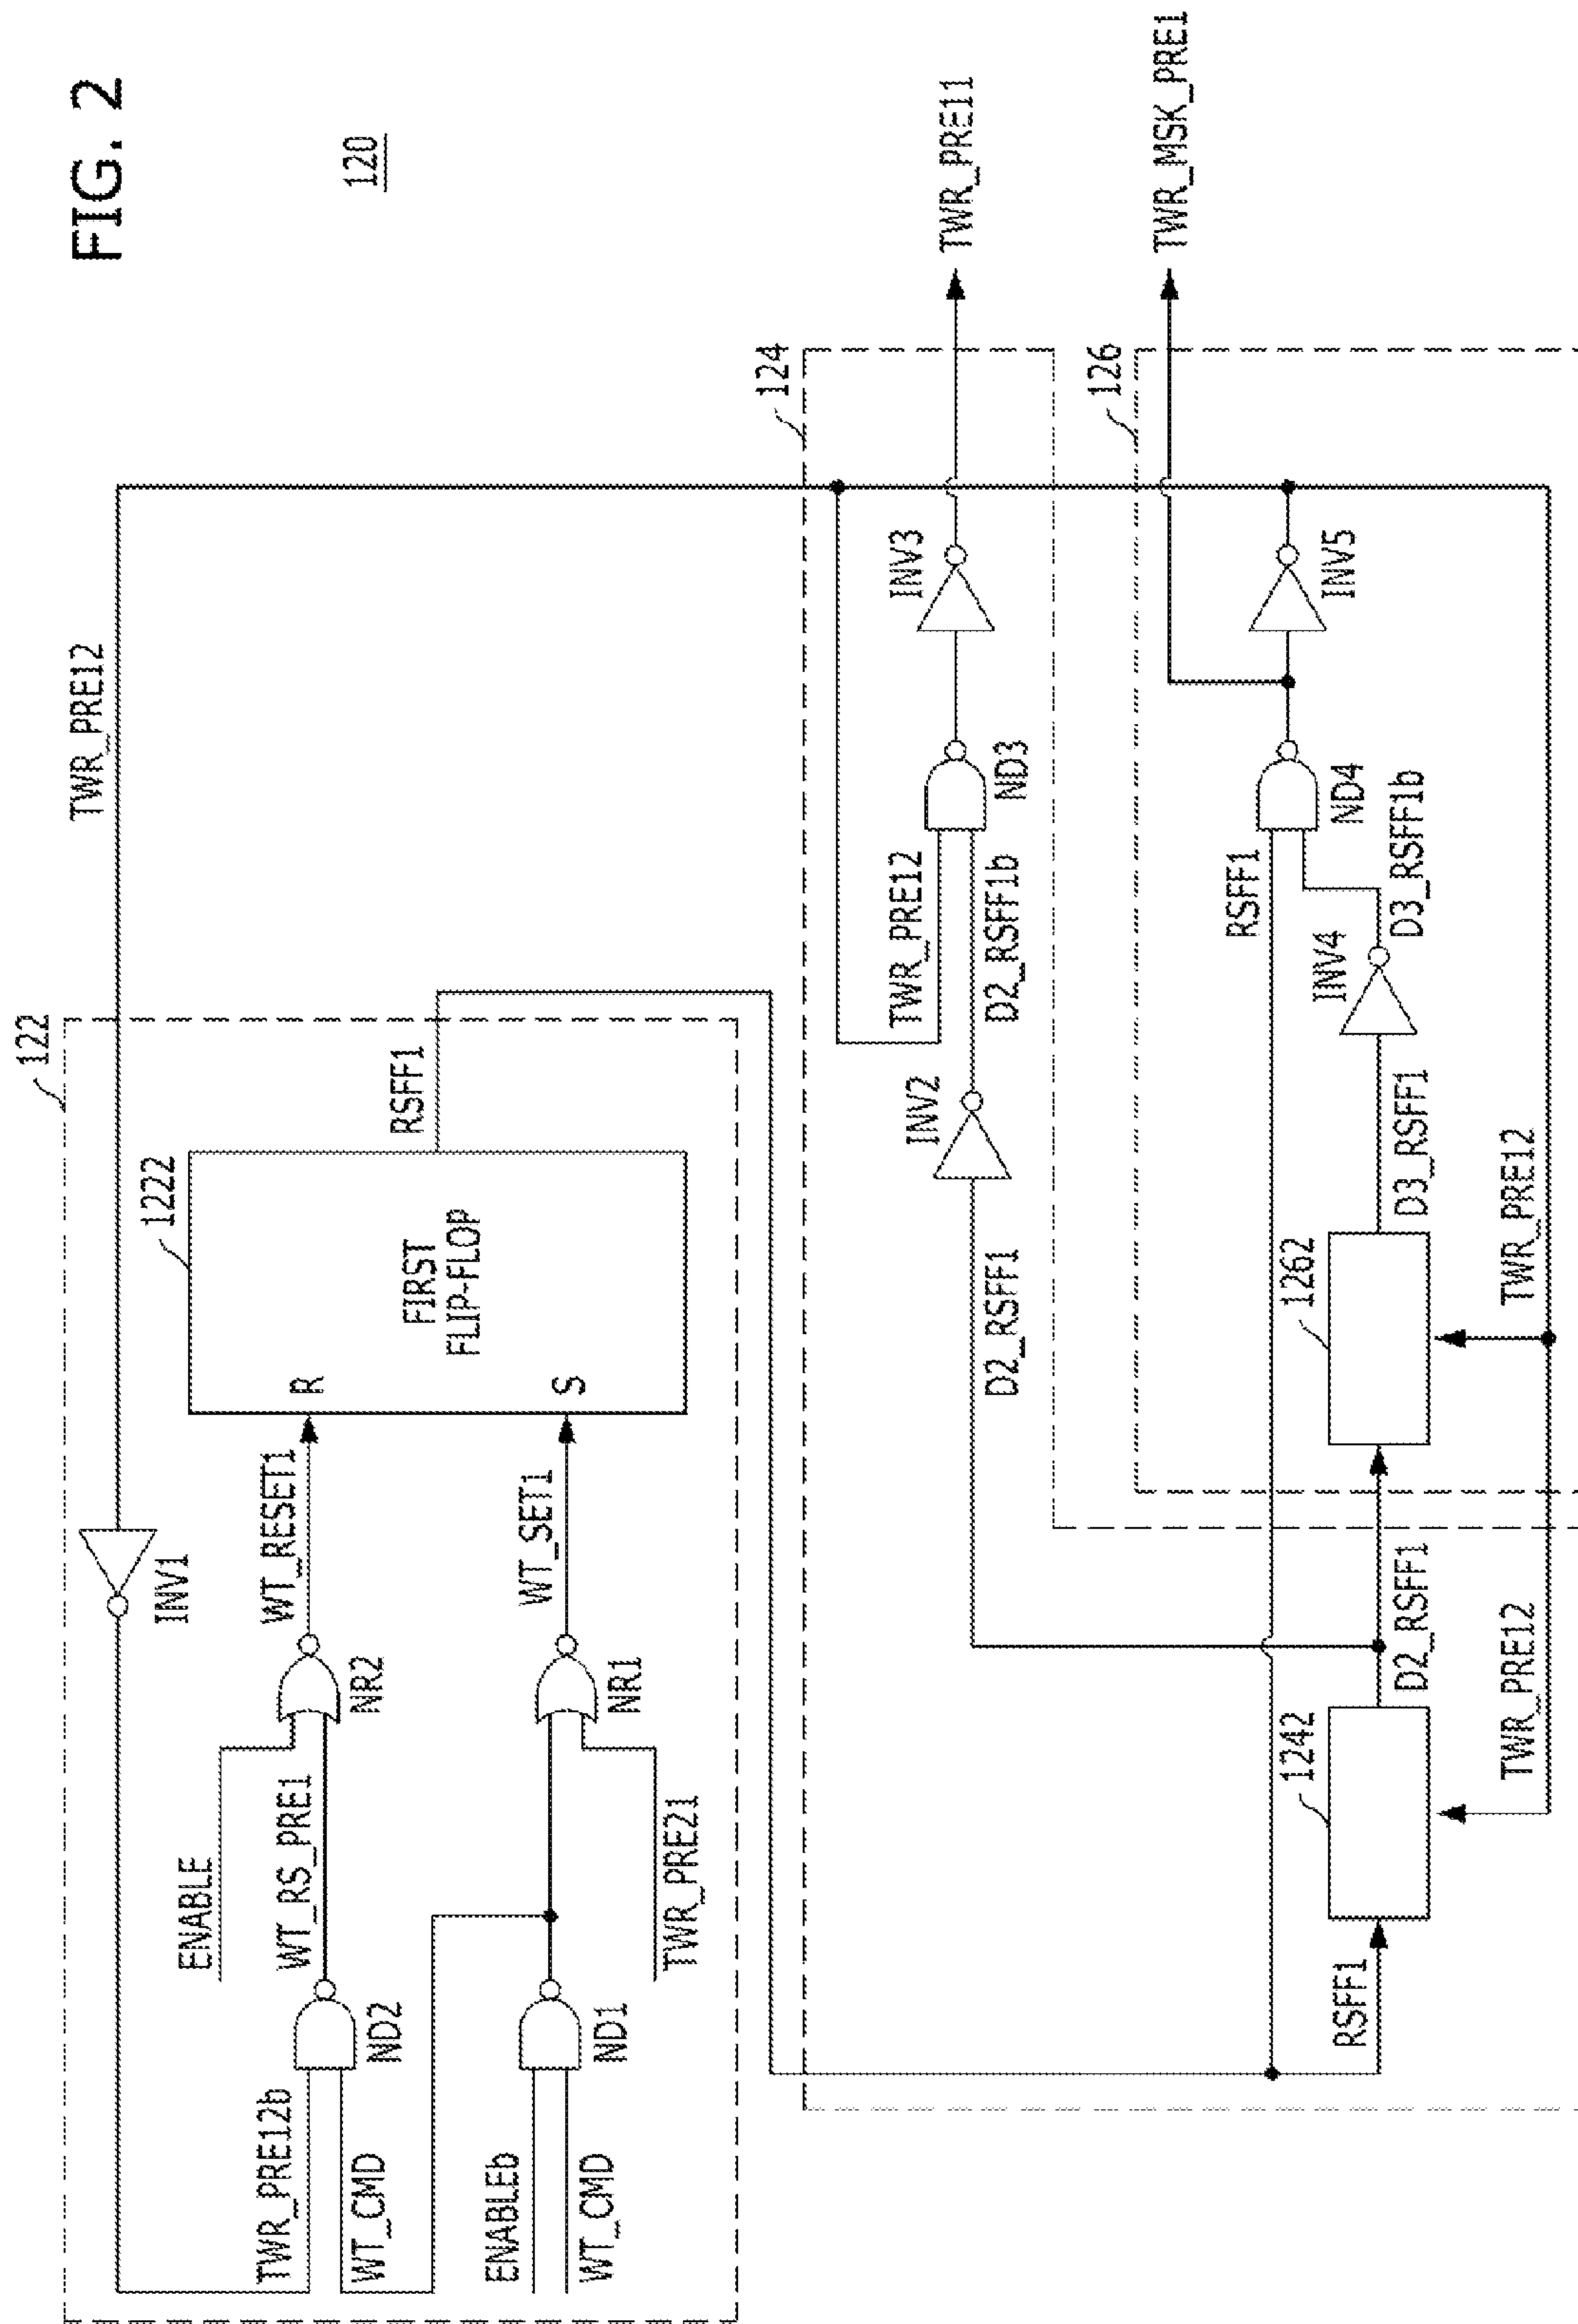 FIG. 2
120
TWR_PRE12
122
INV1
1222
ENABLE
TWR_PRE12b
WT_CMD
ND2
WT_RS_PRE1
NR2
WT_RESET1
R
FIRST
FLIP-FLOP
RSFF1
ENABLEb
WT_CMD
ND1
TWR_PRE21
NR1
WT_SET1
S
124
TWR_PRE12
D2_RSFF1
INV2
D2_RSFF1b
ND3
INV3
TWR_PRE11
126
TWR_MSK_PRE1
RSFF1
RSFF1
1242
D2_RSFF1
1262
D3_RSFF1
INV4
D3_RSFF1b
ND4
INV5
TWR_PRE12
TWR_PRE12